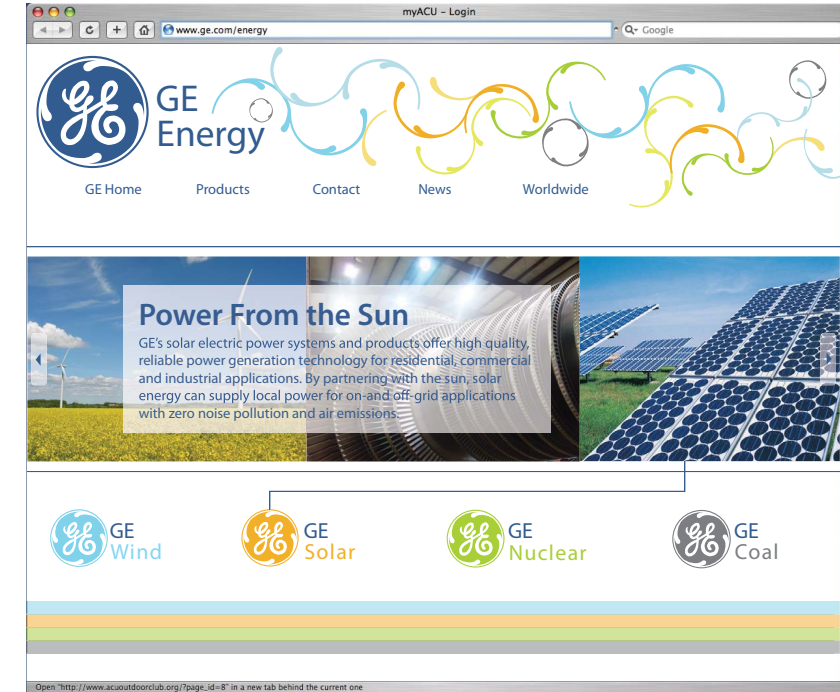 myACU – Login
www.ge.com/energy
Google
GE
Energy
GE Home Products Contact News Worldwide
Power From the Sun
GE's solar electric power systems and products offer high quality,
reliable power generation technology for residential, commercial
and industrial applications. By partnering with the sun, solar
energy can supply local power for on-and off-grid applications
with zero noise pollution and air emissions.
GE
Wind
GE
Solar
GE
Nuclear
GE
Coal
Open "http://www.acuoutdoorclub.org/?page_id=8" in a new tab behind the current one